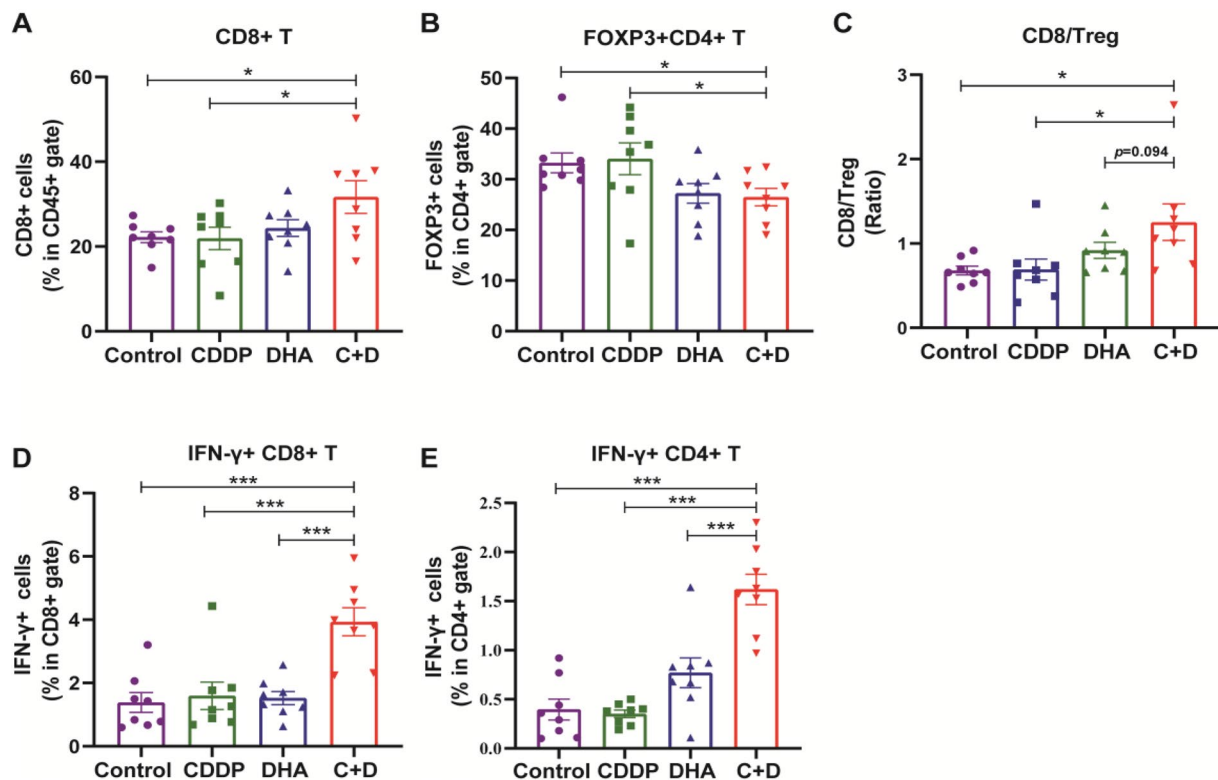 A
CD8+ T
*
*
CD8+ cells
(% in CD45+ gate)
60
40
20
0
Control CDDP DHA C+D
B
FOXP3+CD4+ T
*
*
FOXP3+ cells
(% in CD4+ gate)
50
40
30
20
10
0
Control CDDP DHA C+D
C
CD8/Treg
*
*
p=0.094
CD8/Treg
(Ratio)
3
2
1
0
Control CDDP DHA C+D
D
IFN-γ+ CD8+ T
***
***
***
IFN-γ+ cells
(% in CD8+ gate)
8
6
4
2
0
Control CDDP DHA C+D
E
IFN-γ+ CD4+ T
***
***
***
IFN-γ+ cells
(% in CD4+ gate)
2.5
2.0
1.5
1.0
0.5
0.0
Control CDDP DHA C+D